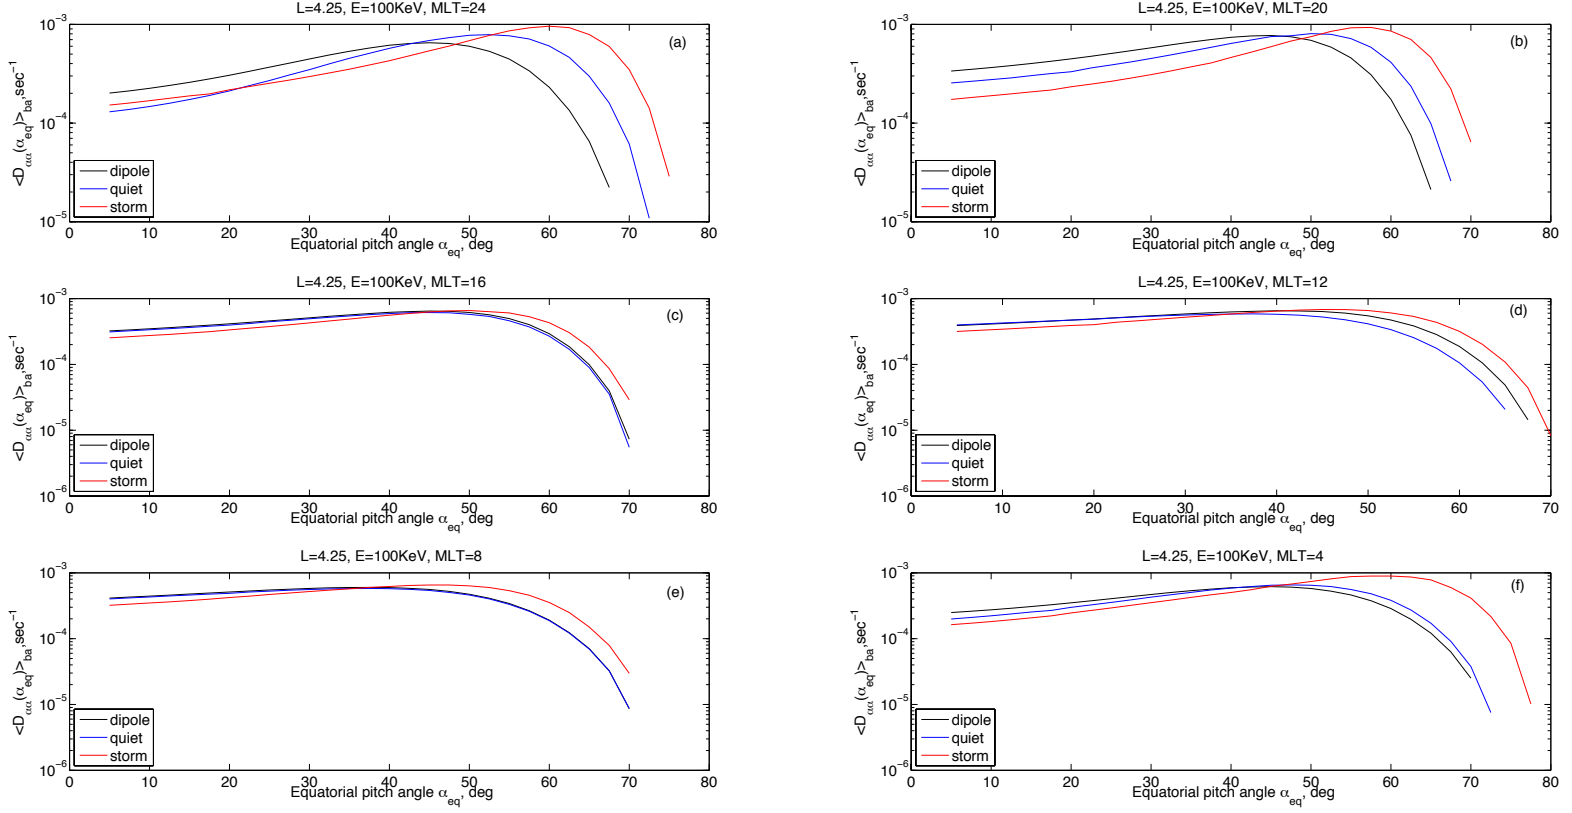 L=4.25, E=100KeV, MLT=24
(a)
<D_αα(α_eq)>_ba,sec^-1
10^-3
10^-4
10^-5
dipole
quiet
storm
0 10 20 30 40 50 60 70 80
Equatorial pitch angle α_eq, deg
L=4.25, E=100KeV, MLT=20
(b)
<D_αα(α_eq)>_ba,sec^-1
10^-3
10^-4
10^-5
dipole
quiet
storm
0 10 20 30 40 50 60 70 80
Equatorial pitch angle α_eq, deg
L=4.25, E=100KeV, MLT=16
(c)
<D_αα(α_eq)>_ba,sec^-1
10^-3
10^-4
10^-5
10^-6
dipole
quiet
storm
0 10 20 30 40 50 60 70 80
Equatorial pitch angle α_eq, deg
L=4.25, E=100KeV, MLT=12
(d)
<D_αα(α_eq)>_ba,sec^-1
10^-3
10^-4
10^-5
10^-6
dipole
quiet
storm
0 10 20 30 40 50 60 70
Equatorial pitch angle α_eq, deg
L=4.25, E=100KeV, MLT=8
(e)
<D_αα(α_eq)>_ba,sec^-1
10^-3
10^-4
10^-5
10^-6
dipole
quiet
storm
0 10 20 30 40 50 60 70 80
Equatorial pitch angle α_eq, deg
L=4.25, E=100KeV, MLT=4
(f)
<D_αα(α_eq)>_ba,sec^-1
10^-3
10^-4
10^-5
10^-6
dipole
quiet
storm
0 10 20 30 40 50 60 70 80
Equatorial pitch angle α_eq, deg